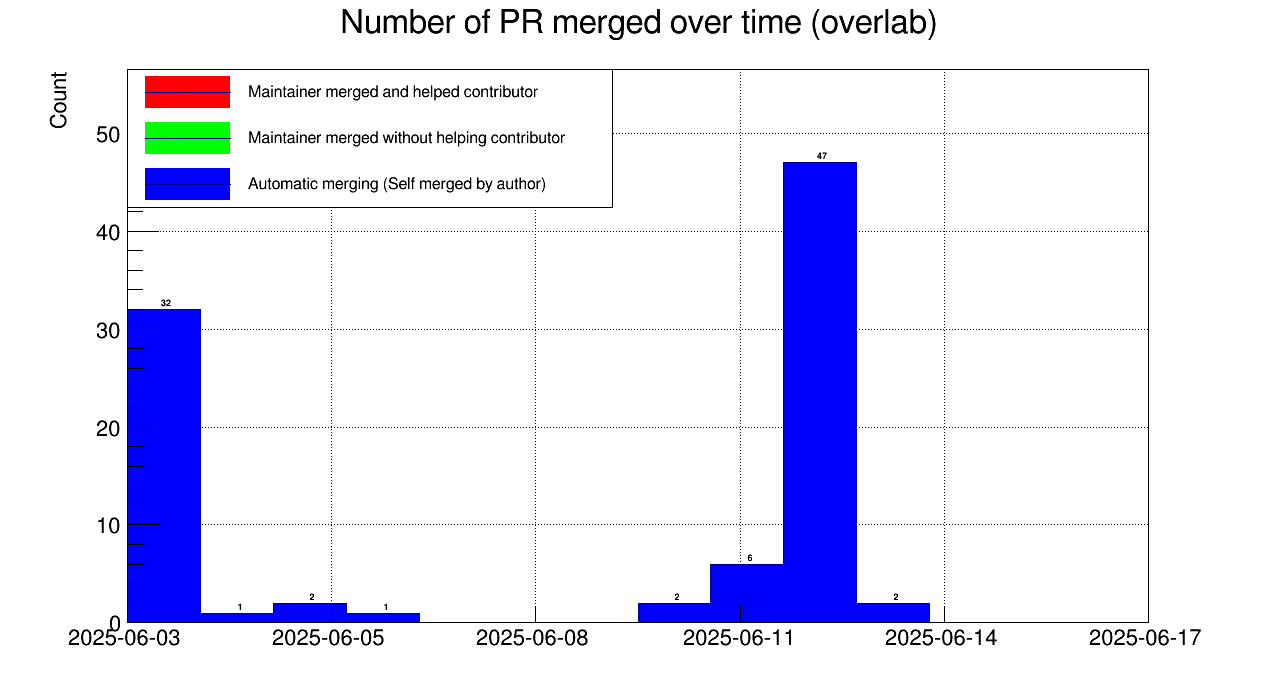 Number of PR merged over time (overlab)
Count
Maintainer merged and helped contributor
Maintainer merged without helping contributor
Automatic merging (Self merged by author)
50
40
30
20
10
0
47
32
6
1
2
1
2
2
2025-06-03 2025-06-05 2025-06-08 2025-06-11 2025-06-14 2025-06-17